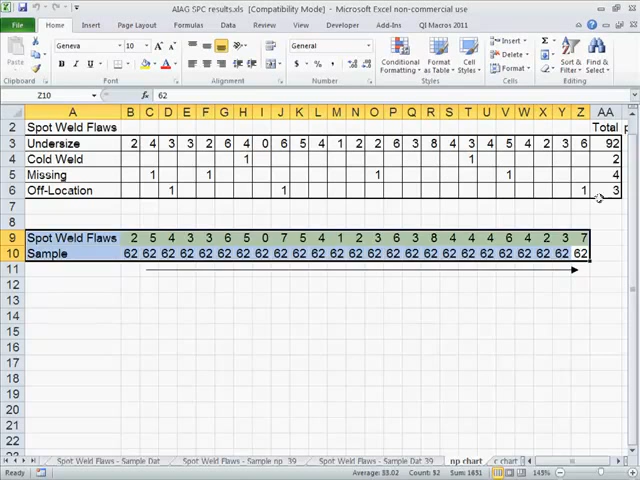 AIAG SPC results.xls [Compatibility Mode] - Microsoft Excel non-commercial use
File Home Insert Page Layout Formulas Data Review View Developer Add-Ins QI Macros 2011
Paste Geneva 10 A A General Conditional Formatting Format as Table Cell Styles Insert Delete Format Sort & Filter Find & Select
B I U $ % ,
Clipboard Font Alignment Number Styles Cells Editing
Z10 fx 62
A B C D E F G H I J K L M N O P Q R S T U V W X Y Z AA
2 Spot Weld Flaws Total p
3 Undersize 2 4 3 3 2 6 4 0 6 5 4 1 2 2 3 6 3 8 4 3 4 5 4 2 3 6 92
4 Cold Weld 1 1 2
5 Missing 1 1 1 1 4
6 Off-Location 1 1 1 3
7
8
9 Spot Weld Flaws 2 5 4 3 3 6 5 0 7 5 4 1 2 3 6 3 8 4 4 4 6 4 2 3 7
10 Sample 62 62 62 62 62 62 62 62 62 62 62 62 62 62 62 62 62 62 62 62 62 62 62 62 62
11
12
13
14
15
16
17
18
19
20
21
22
Spot Weld Flaws - Sample Dat Spot Weld Flaws - Sample np_39 Spot Weld Flaws - Sample Dat_39 np chart c chart
Ready Average: 33.02 Count: 52 Sum: 1651 145%